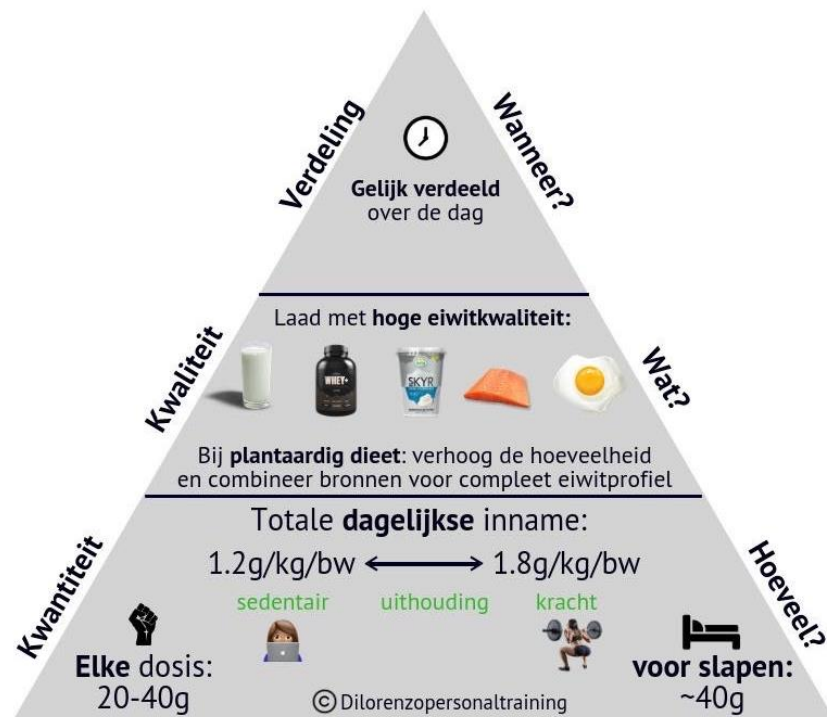 Verdeling
Wanneer?
Gelijk verdeeld
over de dag
Kwaliteit
Wat?
Laad met hoge eiwitkwaliteit:
WHEY+
SKYR
Bij plantaardig dieet: verhoog de hoeveelheid
en combineer bronnen voor compleet eiwitprofiel
Kwantiteit
Hoeveel?
Totale dagelijkse inname:
1.2g/kg/bw 1.8g/kg/bw
sedentair uithouding kracht
Elke dosis:
20-40g
voor slapen:
~40g
© Dilorenzopersonaltraining